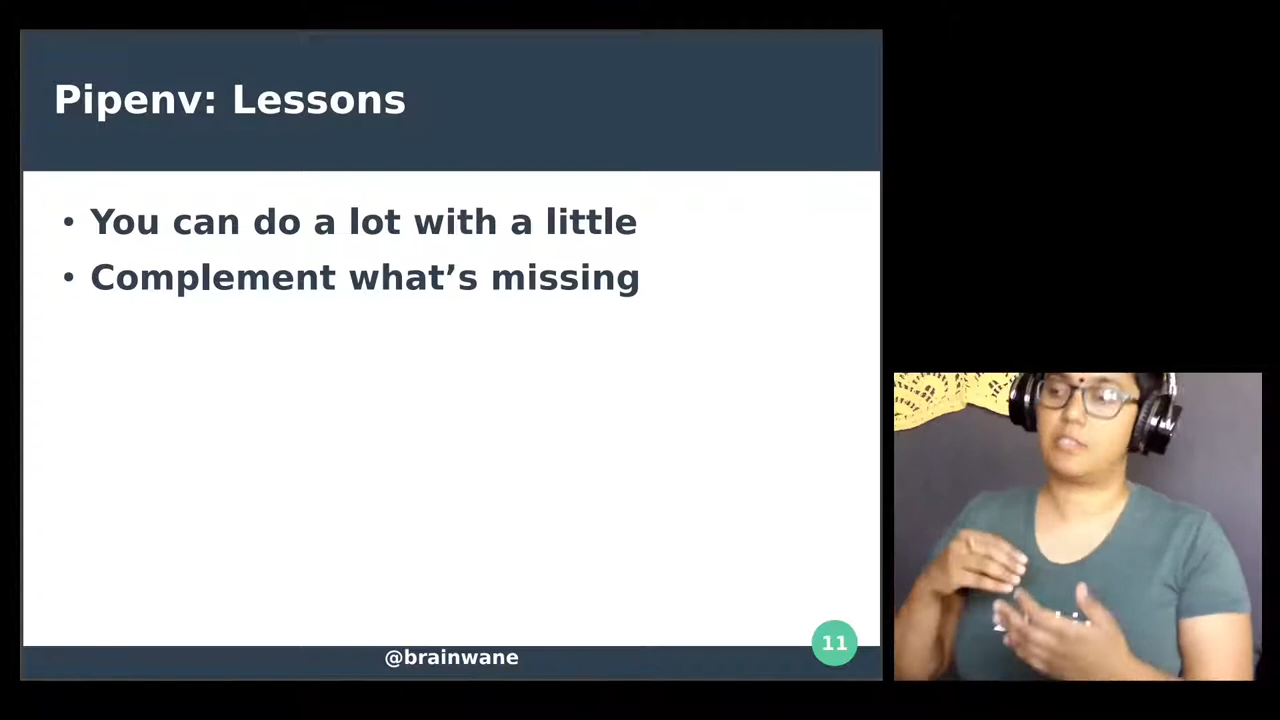 Pipenv: Lessons
• You can do a lot with a little
• Complement what’s missing
@brainwane
11